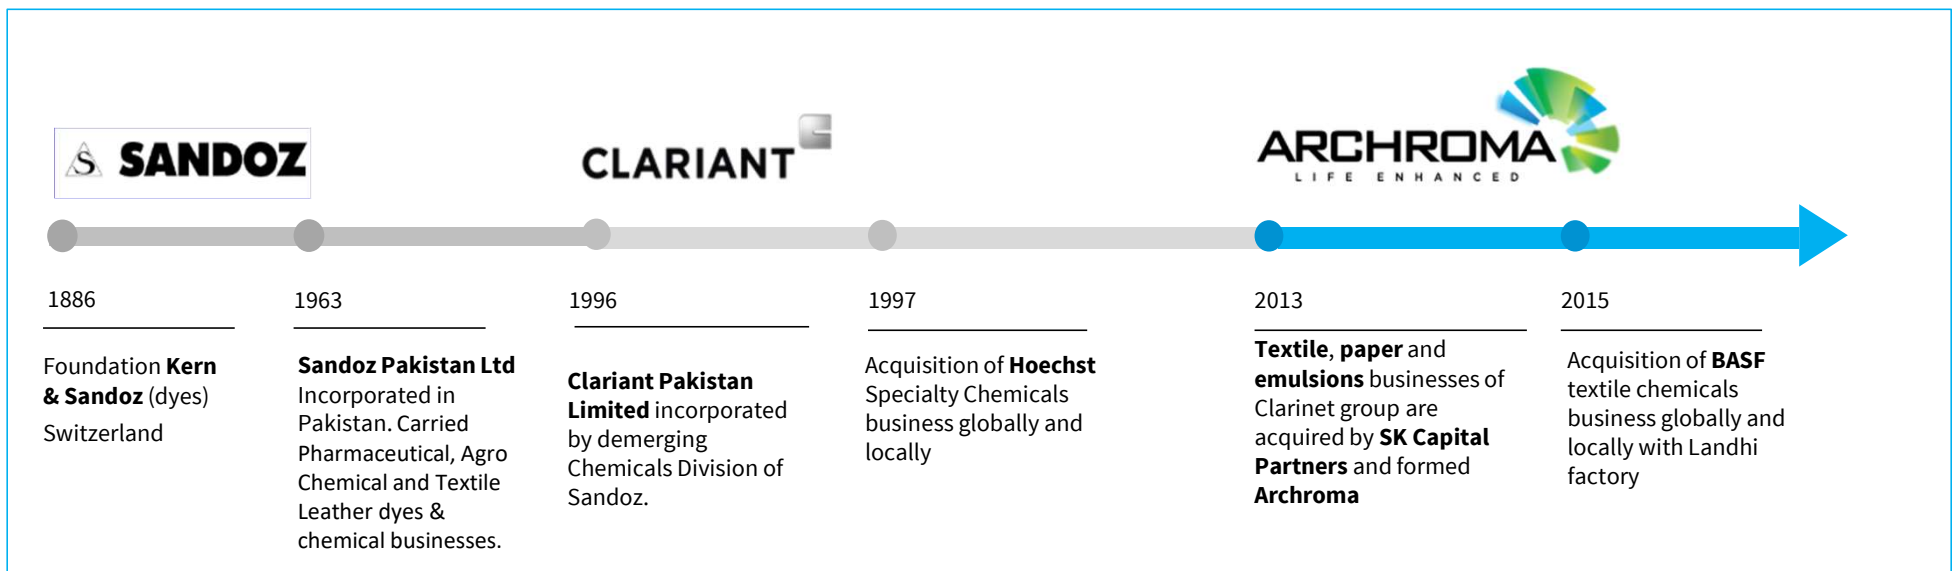 S SANDOZ
CLARIANT
ARCHROMA
LIFE ENHANCED
1886
Foundation Kern
& Sandoz (dyes)
Switzerland
1963
Sandoz Pakistan Ltd
Incorporated in
Pakistan. Carried
Pharmaceutical, Agro
Chemical and Textile
Leather dyes &
chemical businesses.
1996
Clariant Pakistan
Limited incorporated
by demerging
Chemicals Division of
Sandoz.
1997
Acquisition of Hoechst
Specialty Chemicals
business globally and
locally
2013
Textile, paper and
emulsions businesses of
Clarinet group are
acquired by SK Capital
Partners and formed
Archroma
2015
Acquisition of BASF
textile chemicals
business globally and
locally with Landhi
factory